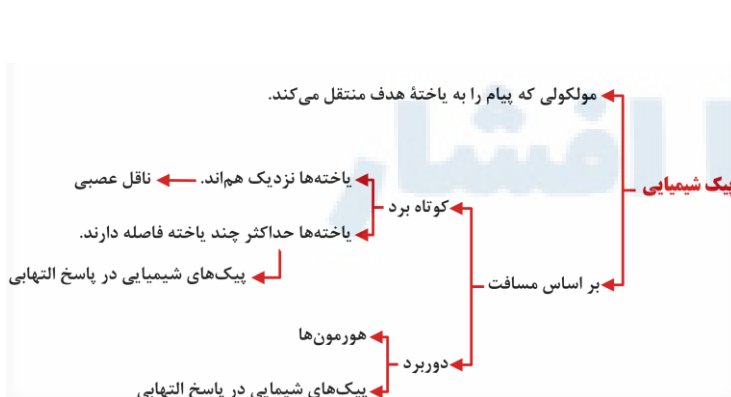 مولکولی که پیام را به یاختهٔ هدف منتقل می‌کند.
پیک شیمیایی
یاخته‌ها نزدیک هم‌اند.
ناقل عصبی
کوتاه برد
یاخته‌ها حداکثر چند یاخته فاصله دارند.
پیک‌های شیمیایی در پاسخ التهابی
بر اساس مسافت
هورمون‌ها
دوربرد
پیک‌های شیمایی در پاسخ التهابی
ا افشار